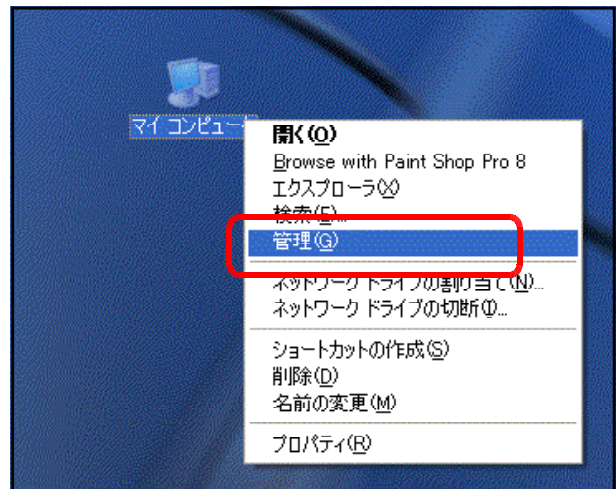 マイ コンピュー
開く(O)
Browse with Paint Shop Pro 8
エクスプローラ(X)
検索(E)...
管理(G)
ネットワーク ドライブの割り当て(N)...
ネットワーク ドライブの切断(I)...
ショートカットの作成(S)
削除(D)
名前の変更(M)
プロパティ(R)